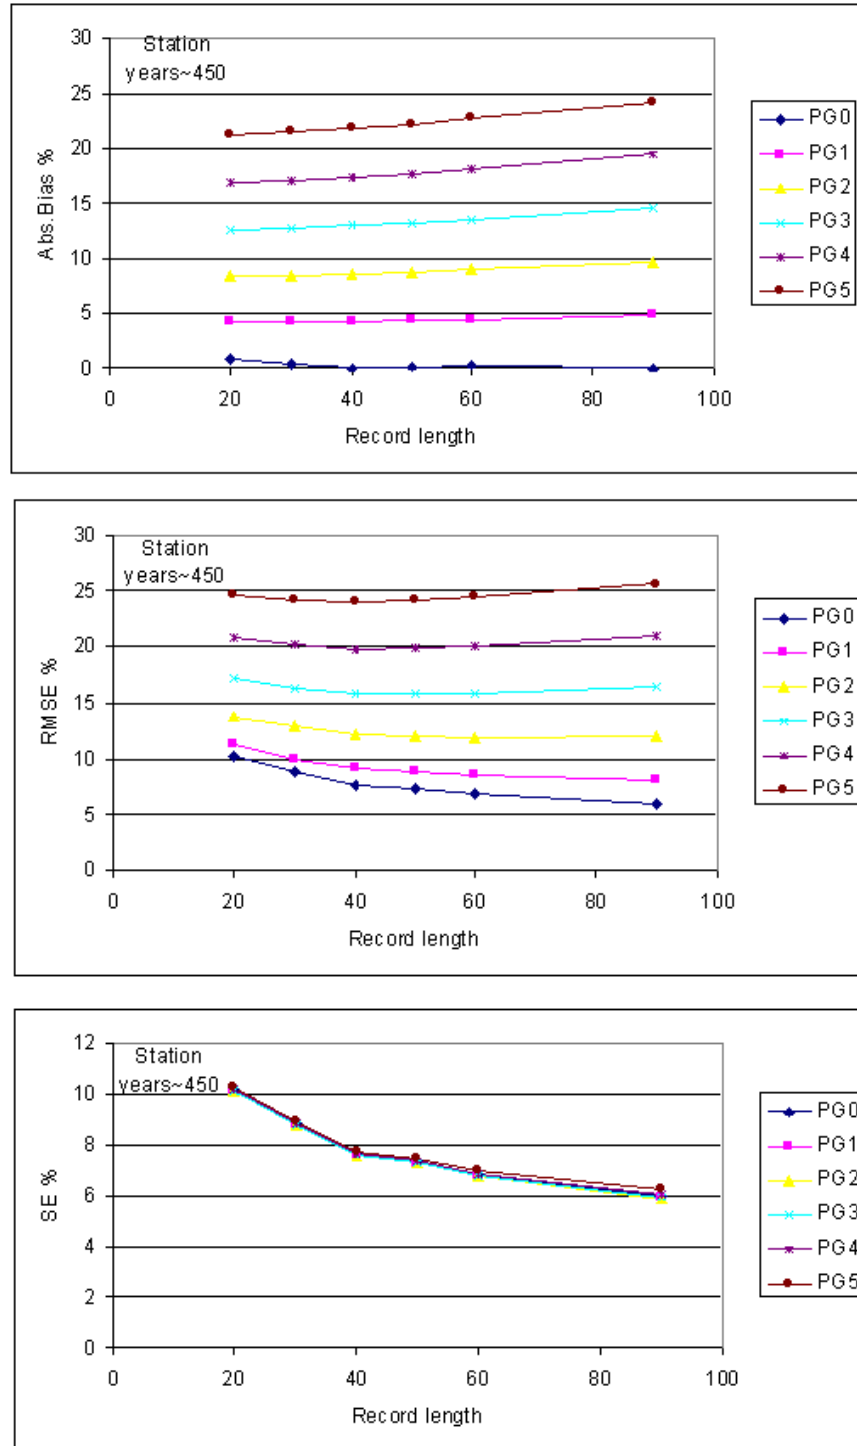 30
25
20
15
10
5
0
Abs.Bias %
Station
years~450
0 20 40 60 80 100
Record length
PG0
PG1
PG2
PG3
PG4
PG5
30
25
20
15
10
5
0
RMSE %
Station
years~450
0 20 40 60 80 100
Record length
PG0
PG1
PG2
PG3
PG4
PG5
12
10
8
6
4
2
0
SE %
Station
years~450
0 20 40 60 80 100
Record length
PG0
PG1
PG2
PG3
PG4
PG5